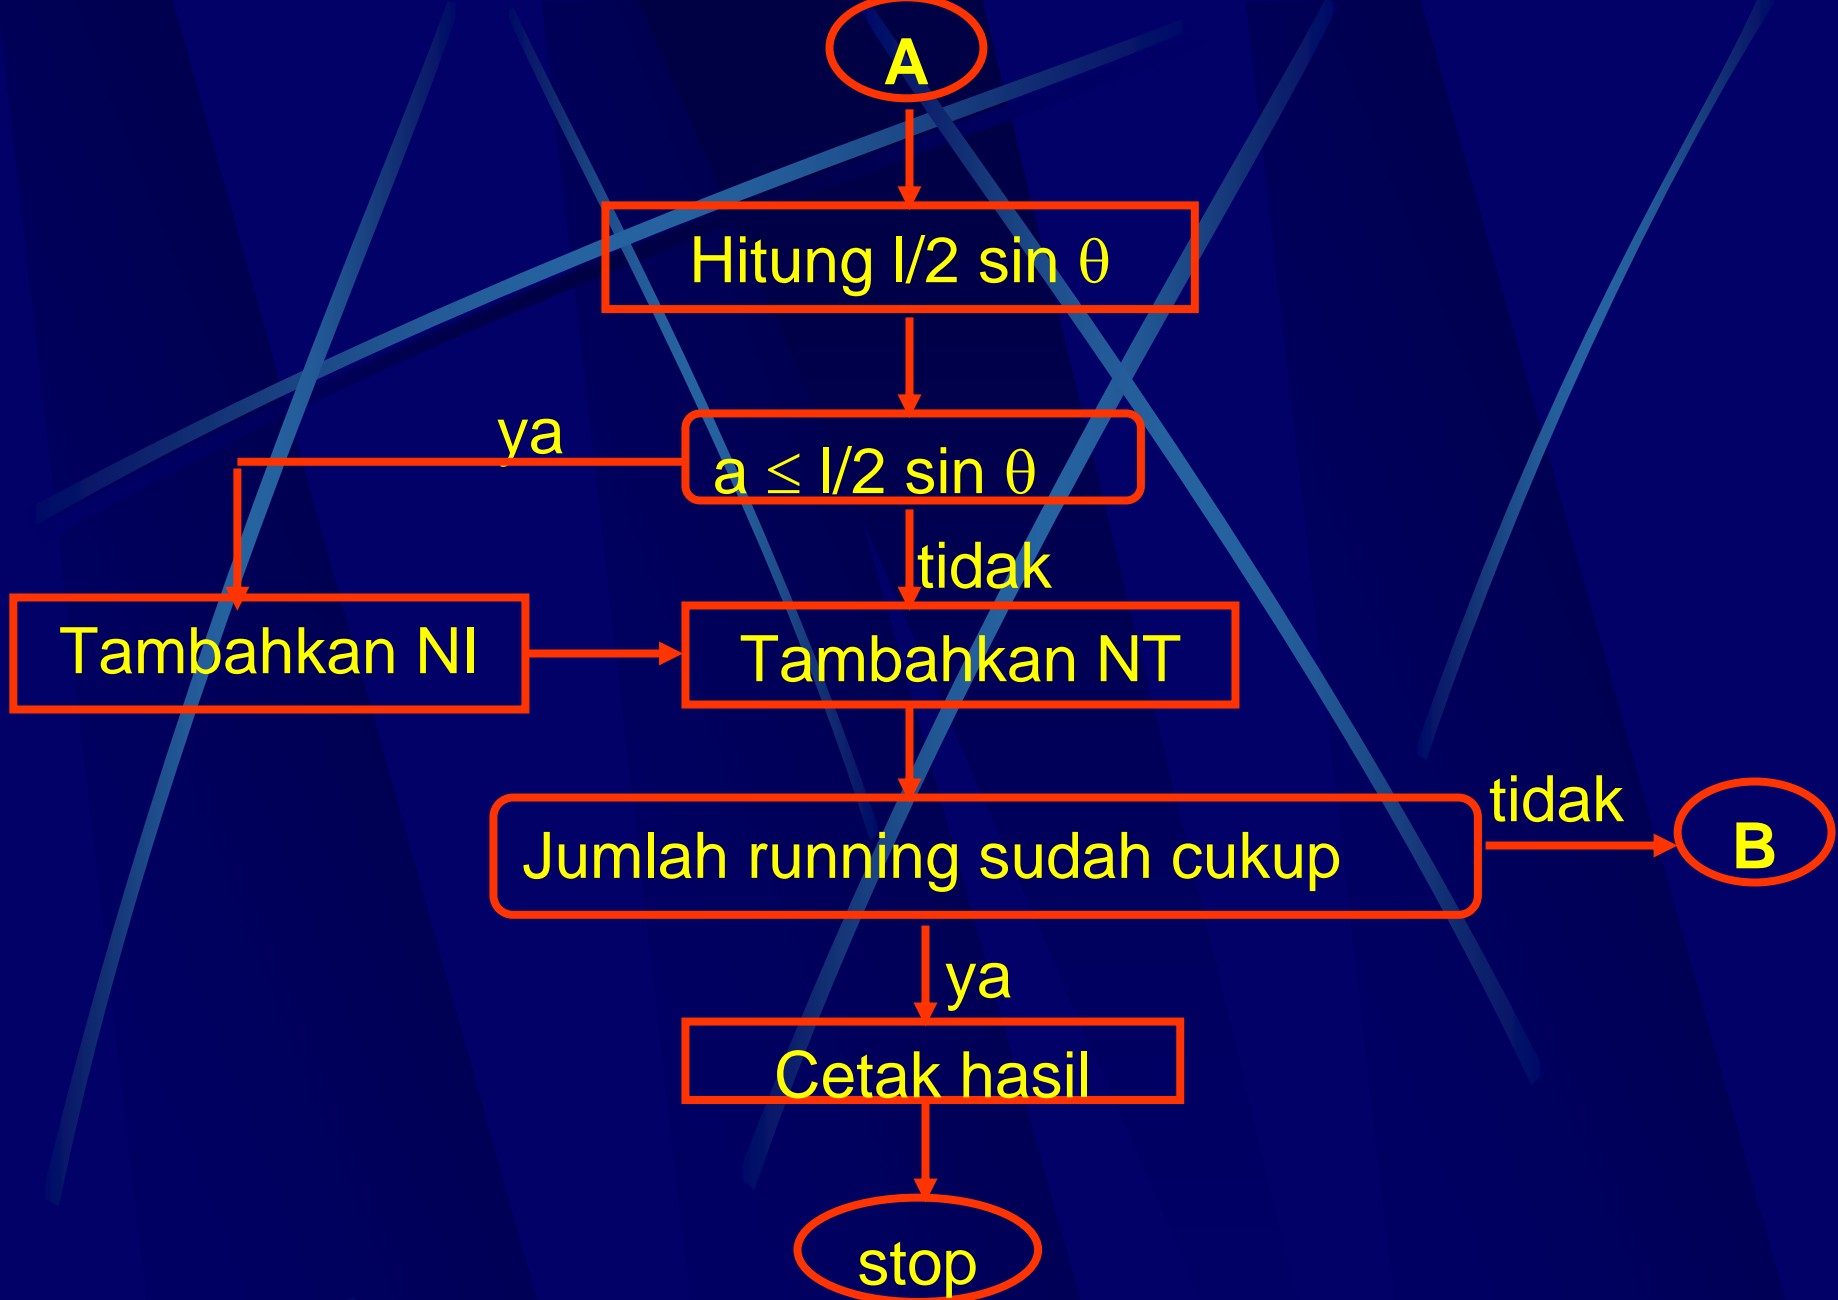 A
Hitung l/2 sin θ
ya
a ≤ l/2 sin θ
tidak
Tambahkan NI
Tambahkan NT
tidak
Jumlah running sudah cukup
B
ya
Cetak hasil
stop